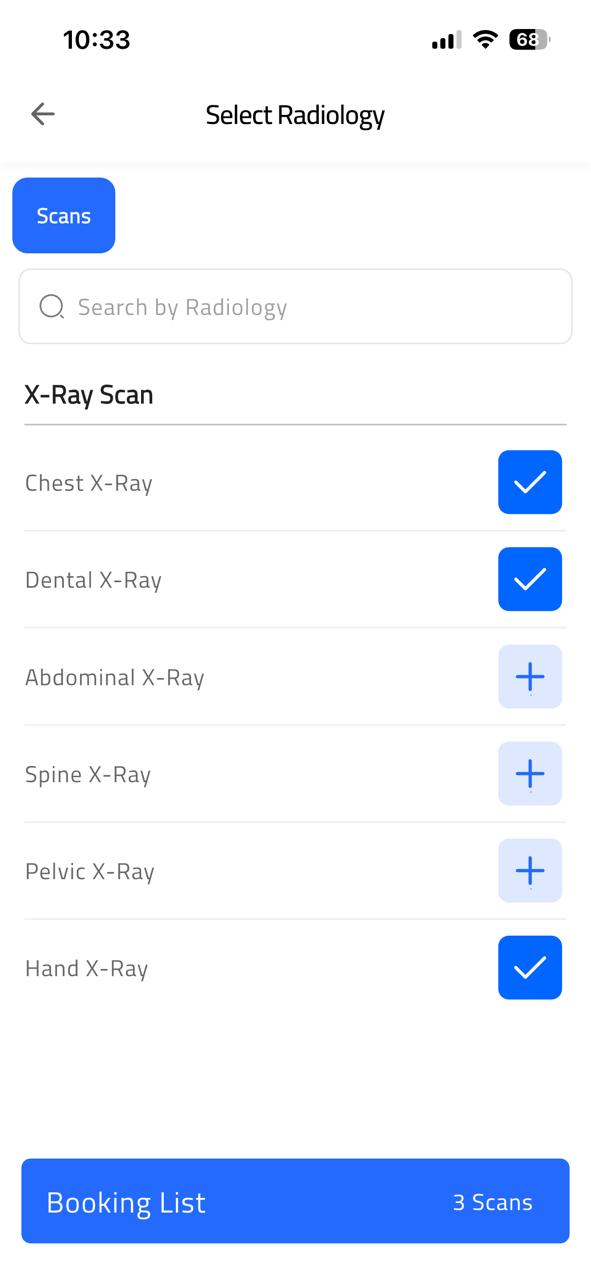 10:33
68
Select Radiology
Scans
Search by Radiology
X-Ray Scan
Chest X-Ray
Dental X-Ray
Abdominal X-Ray
Spine X-Ray
Pelvic X-Ray
Hand X-Ray
Booking List 3 Scans